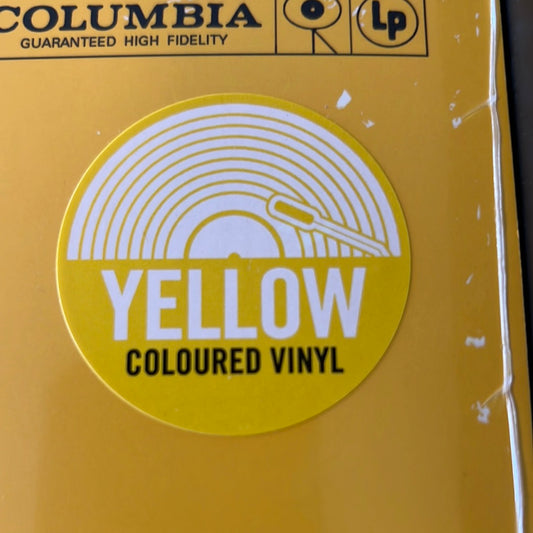 COLUMBIA
GUARANTEED HIGH FIDELITY
Lp
YELLOW
COLOURED VINYL